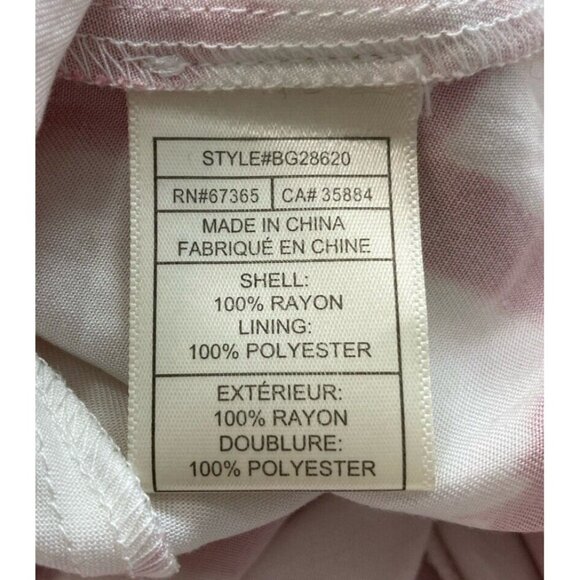 STYLE#BG28620
RN#67365 CA# 35884
MADE IN CHINA
FABRIQUÉ EN CHINE
SHELL:
100% RAYON
LINING:
100% POLYESTER
EXTÉRIEUR:
100% RAYON
DOUBLURE:
100% POLYESTER